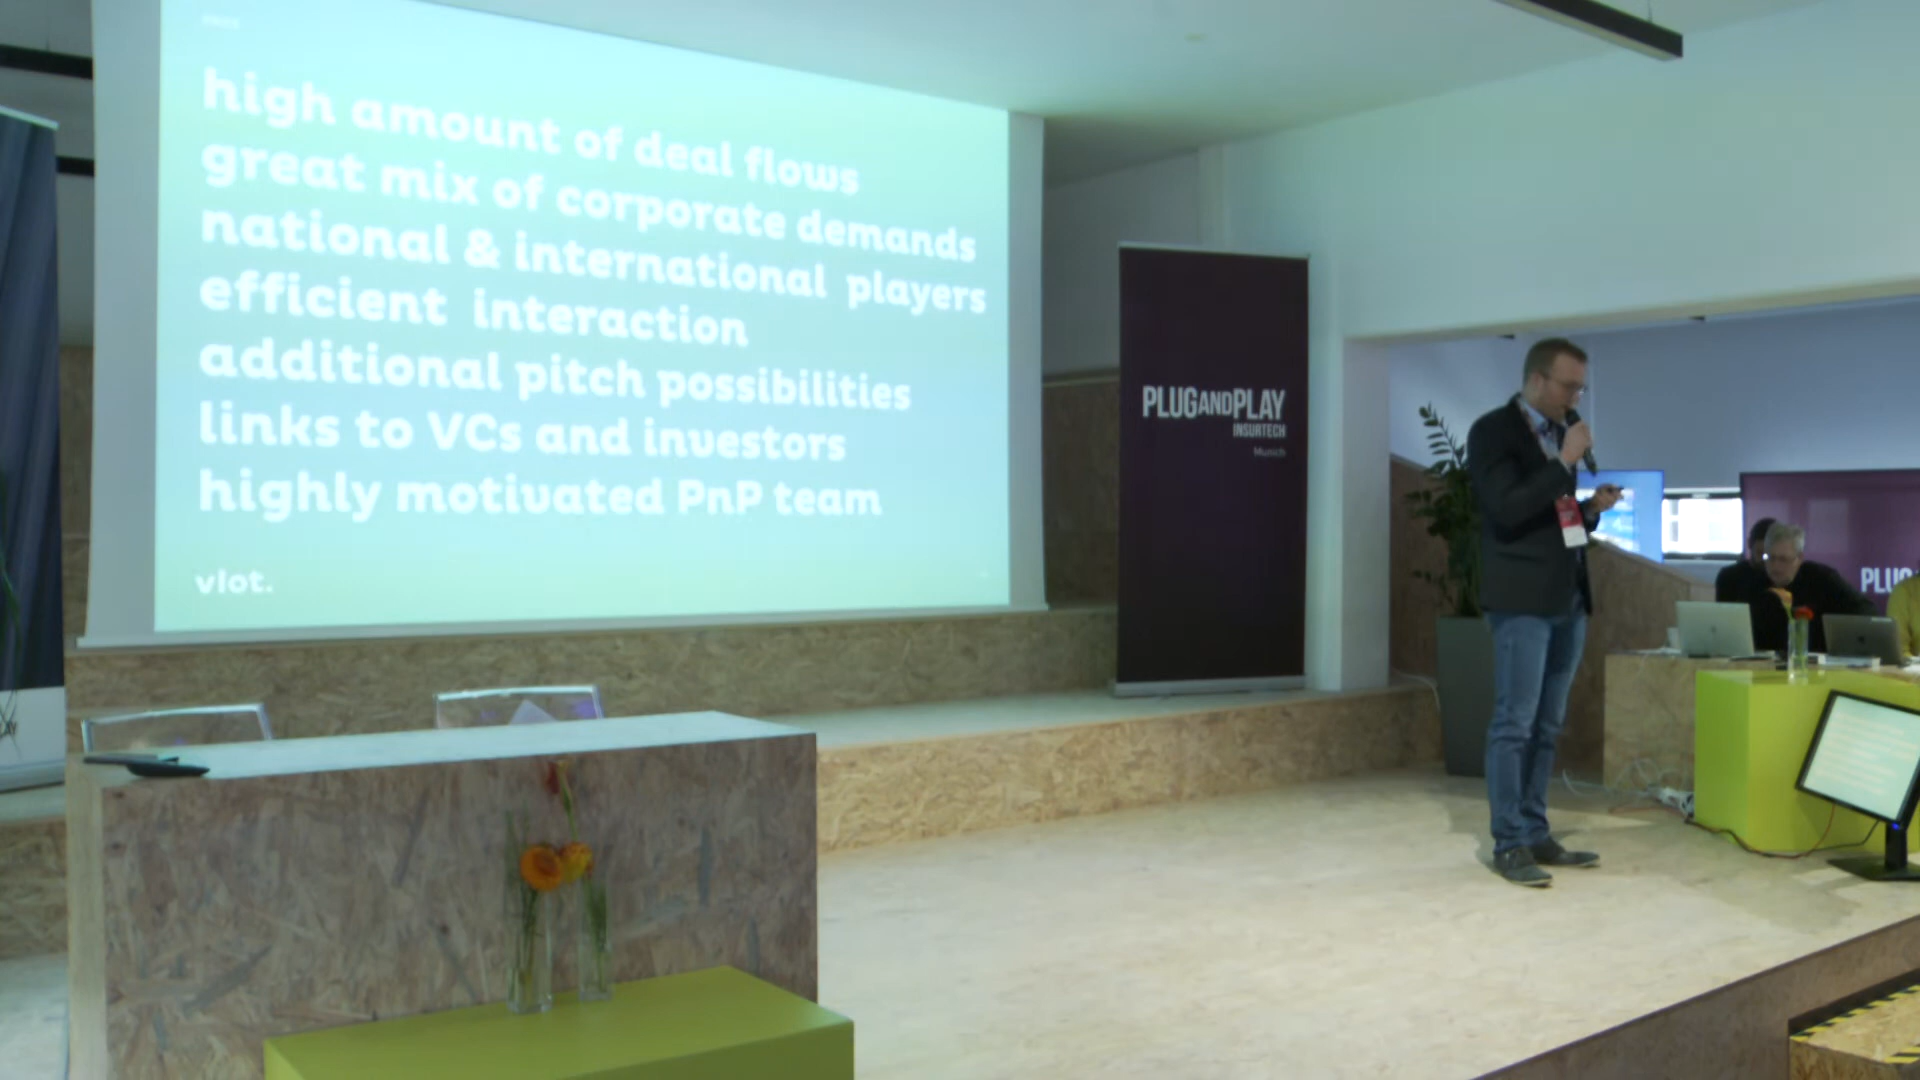 high amount of deal flows
great mix of corporate demands
national & international players
efficient interaction
additional pitch possibilities
links to VCs and investors
highly motivated PnP team
vlot.
PLUGANDPLAY
INSURTECH
Munich
PLUG